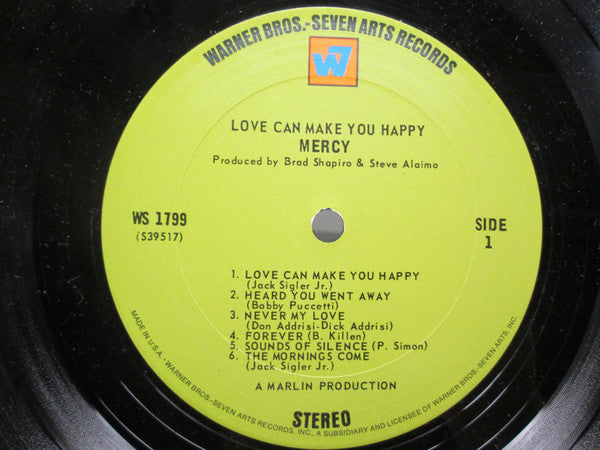 WARNER BROS.-SEVEN ARTS RECORDS
W7
LOVE CAN MAKE YOU HAPPY
MERCY
Produced by Brad Shapiro & Steve Alaimo
WS 1799
(S39517)
SIDE
1
1. LOVE CAN MAKE YOU HAPPY
(Jack Sigler Jr.)
2. HEARD YOU WENT AWAY
(Bobby Puccetti)
3. NEVER MY LOVE
(Don Addrisi-Dick Addrisi)
4. FOREVER (B. Killen)
5. SOUNDS OF SILENCE (P. Simon)
6. THE MORNINGS COME
(Jack Sigler Jr.)
A MARLIN PRODUCTION
STEREO
MADE IN U.S.A. - WARNER BROS.-SEVEN ARTS RECORDS, INC., A SUBSIDIARY AND LICENSEE OF WARNER BROS.-SEVEN ARTS, INC.